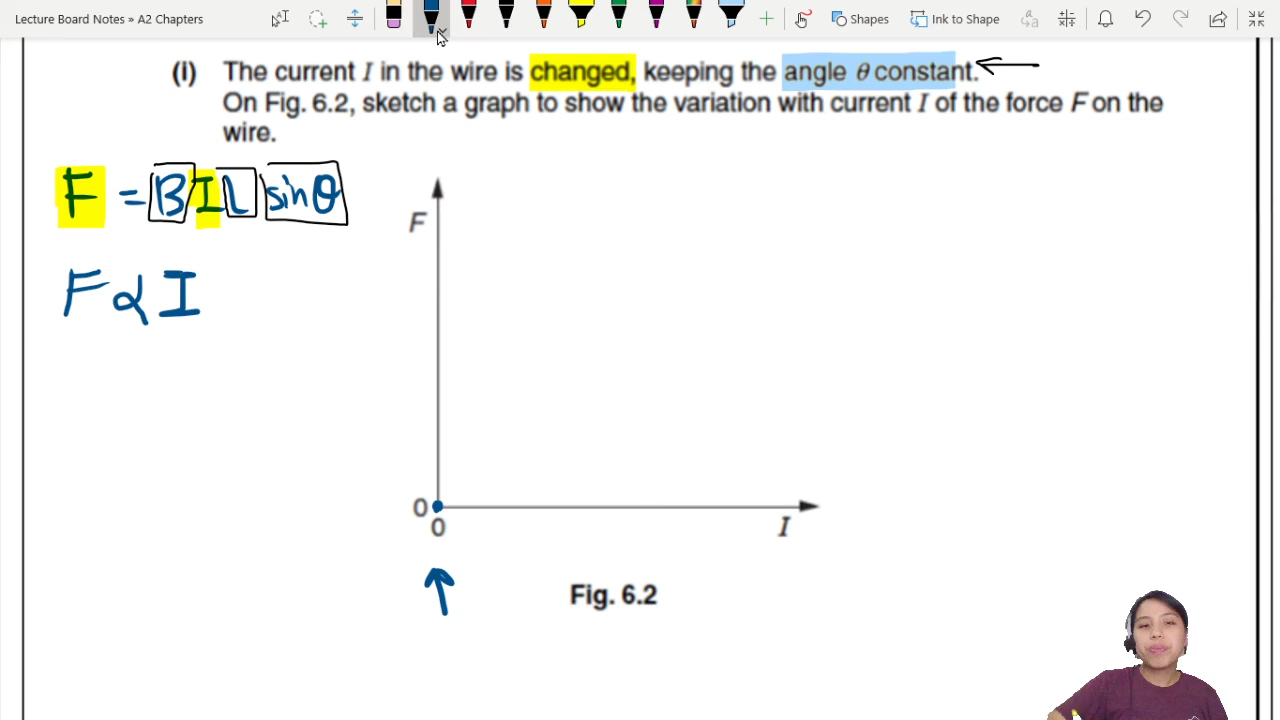 Lecture Board Notes » A2 Chapters
Shapes
Ink to Shape
(i) The current I in the wire is changed, keeping the angle θ constant.
On Fig. 6.2, sketch a graph to show the variation with current I of the force F on the
wire.
F = B I L sin θ
F ∝ I
F
0
0
I
Fig. 6.2